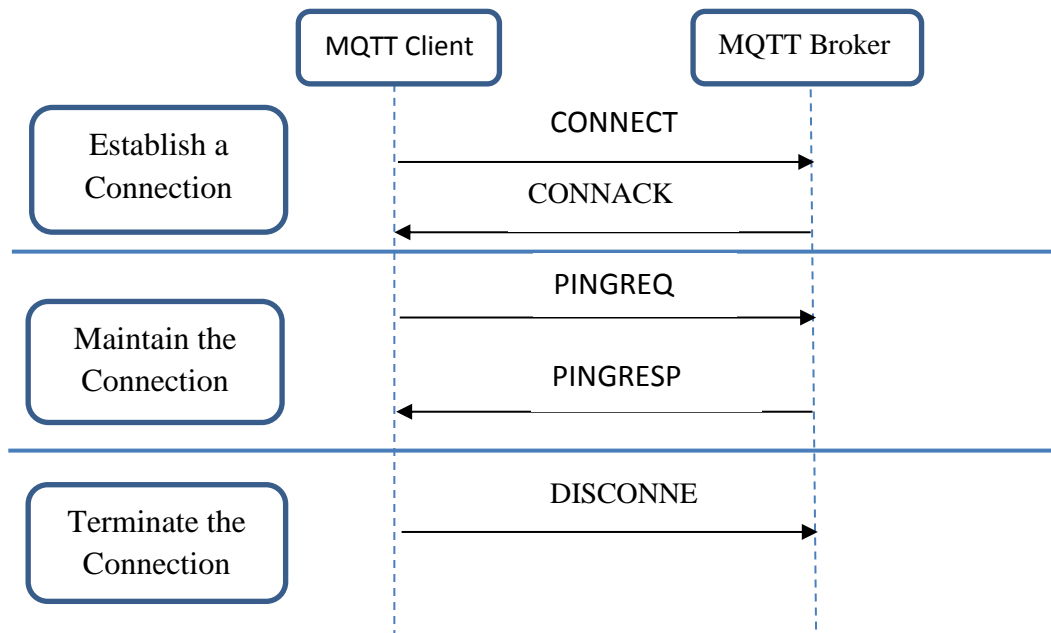 MQTT Client
MQTT Broker
Establish a
Connection
CONNECT
CONNACK
Maintain the
Connection
PINGREQ
PINGRESP
Terminate the
Connection
DISCONNE